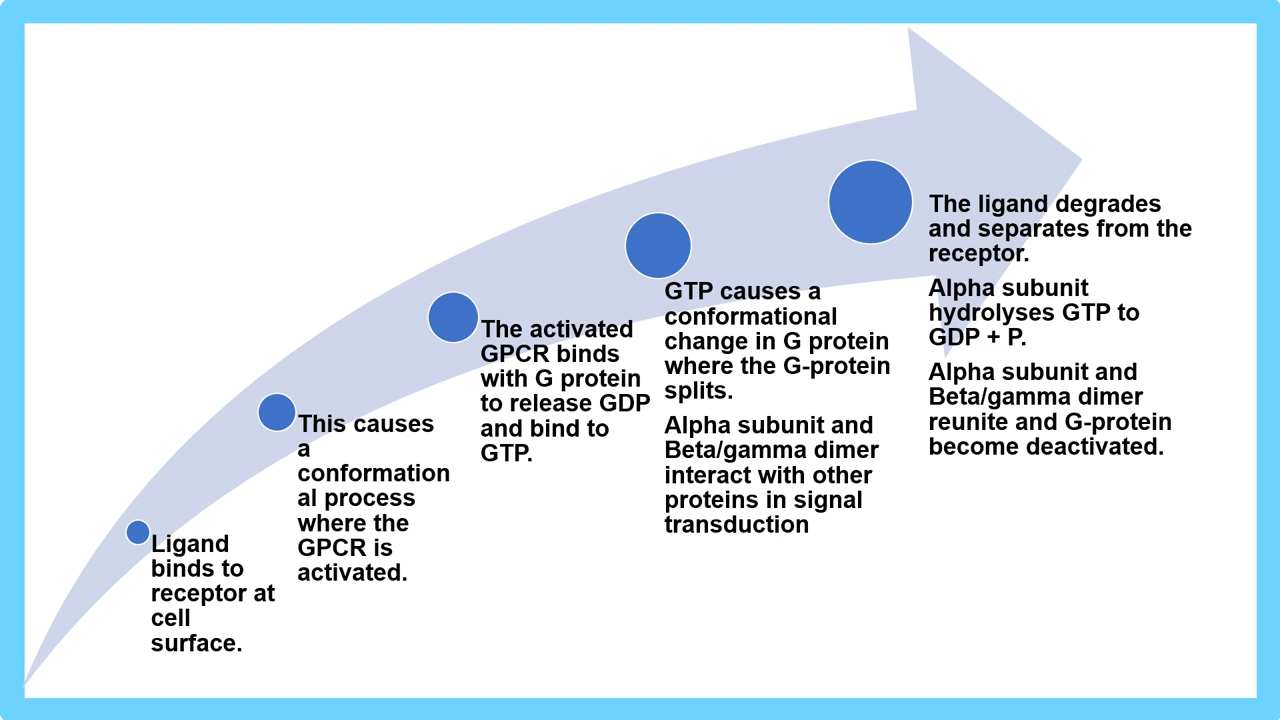 Ligand
binds to
receptor at
cell
surface.
This causes
a
conformation
al process
where the
GPCR is
activated.
The activated
GPCR binds
with G protein
to release GDP
and bind to
GTP.
GTP causes a
conformational
change in G protein
where the G-protein
splits.
Alpha subunit and
Beta/gamma dimer
interact with other
proteins in signal
transduction
The ligand degrades
and separates from the
receptor.
Alpha subunit
hydrolyses GTP to
GDP + P.
Alpha subunit and
Beta/gamma dimer
reunite and G-protein
become deactivated.